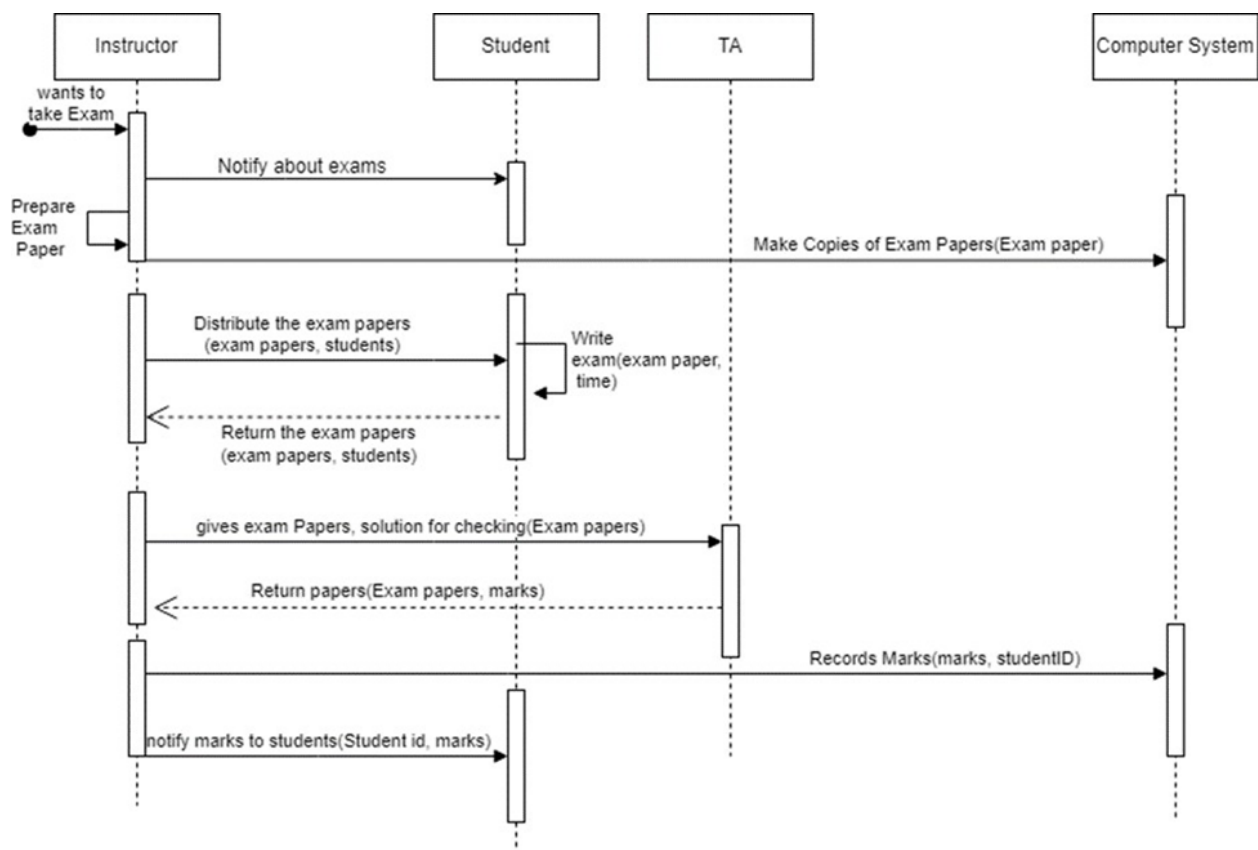 Instructor
Student
TA
Computer System
wants to
take Exam
Notify about exams
Prepare
Exam
Paper
Make Copies of Exam Papers(Exam paper)
Distribute the exam papers
(exam papers, students)
Write
exam(exam paper,
time)
Return the exam papers
(exam papers, students)
gives exam Papers, solution for checking(Exam papers)
Return papers(Exam papers, marks)
Records Marks(marks, studentID)
notify marks to students(Student id, marks)